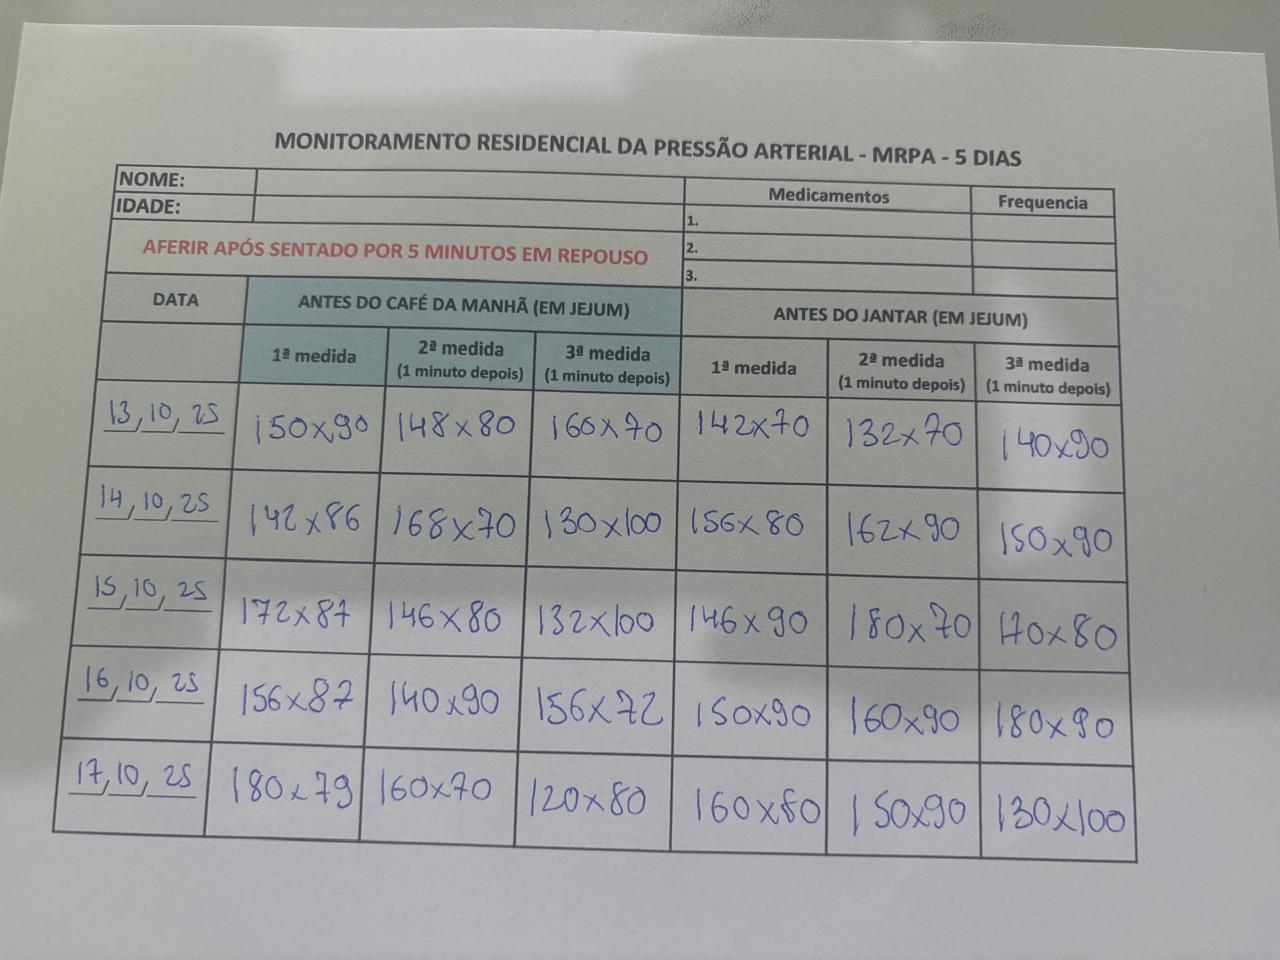 MONITORAMENTO RESIDENCIAL DA PRESSÃO ARTERIAL - MRPA - 5 DIAS
NOME: Medicamentos Frequencia
IDADE: 1.
AFERIR APÓS SENTADO POR 5 MINUTOS EM REPOUSO 2.
3.
DATA ANTES DO CAFÉ DA MANHÃ (EM JEJUM) ANTES DO JANTAR (EM JEJUM)
1ª medida 2ª medida (1 minuto depois) 3ª medida (1 minuto depois) 1ª medida 2ª medida (1 minuto depois) 3ª medida (1 minuto depois)
13,10,25 150x90 148x80 160x70 142x70 132x70 140x90
14,10,25 142x86 168x70 130x100 156x80 162x90 150x90
15,10,25 172x87 146x80 132x100 146x90 180x70 170x80
16,10,25 156x87 140x90 156x72 150x90 160x90 180x90
17,10,25 180x79 160x70 120x80 160x80 150x90 130x100